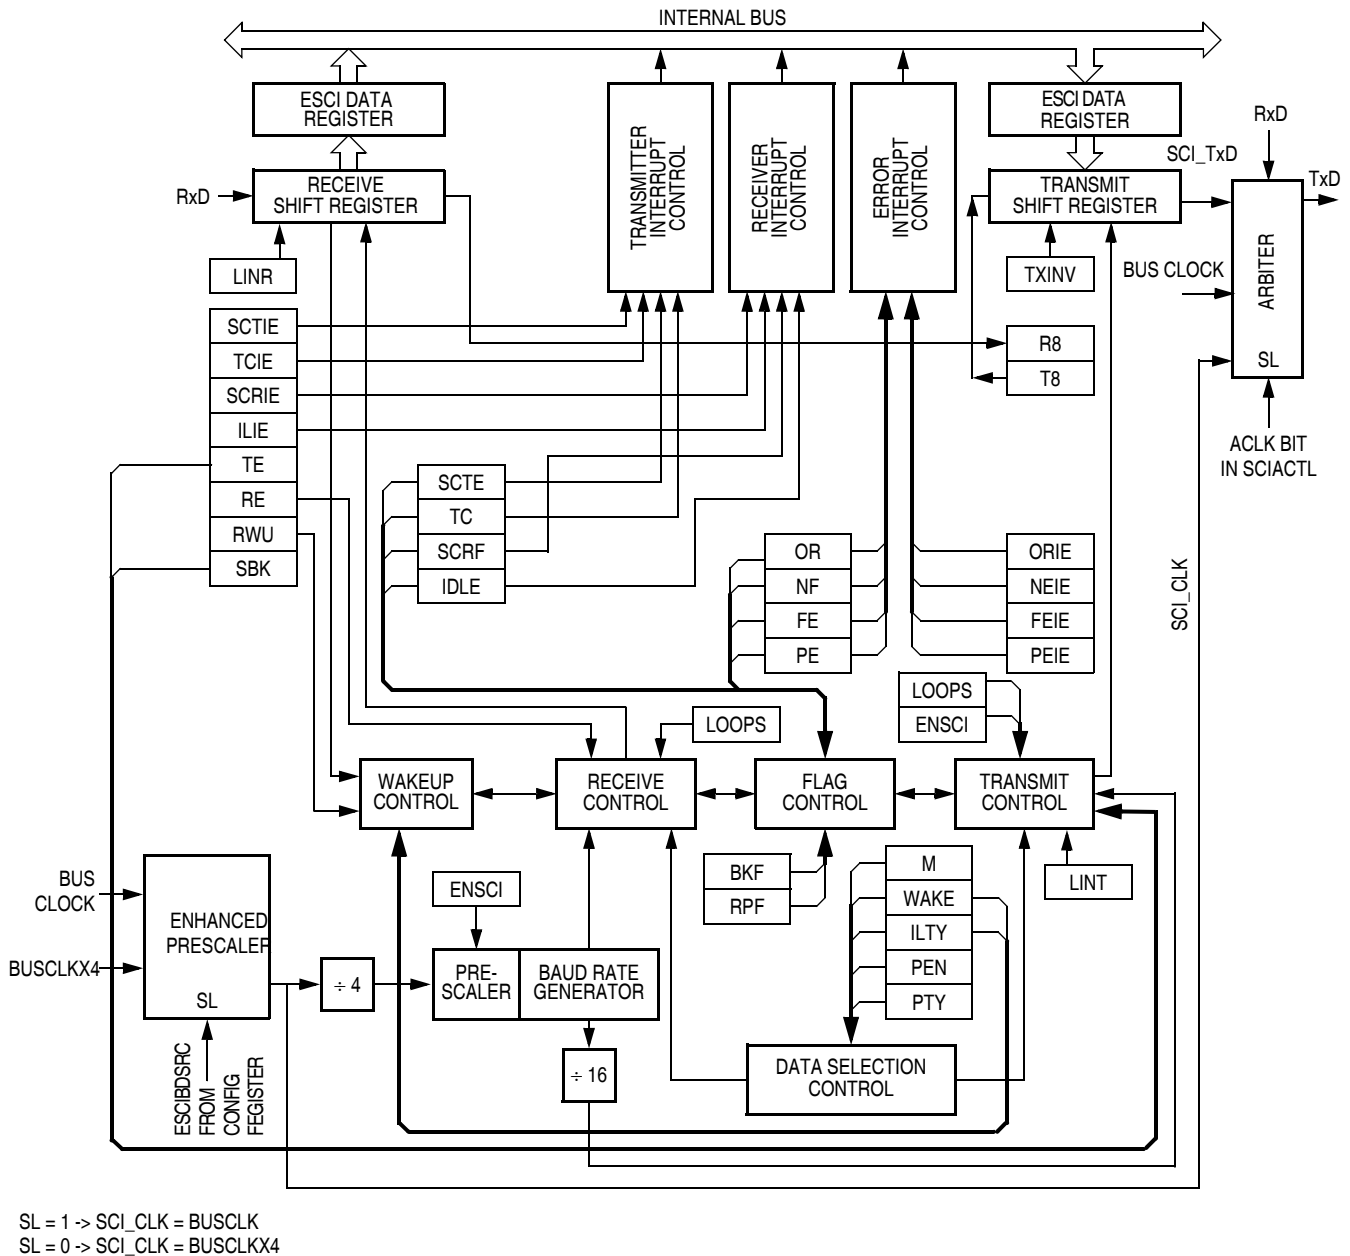 INTERNAL BUS
ESCI DATA
REGISTER
ESCI DATA
REGISTER
RxD
SCI_TxD
TxD
RxD
RECEIVE
SHIFT REGISTER
TRANSMITTER
INTERRUPT
CONTROL
RECEIVER
INTERRUPT
CONTROL
ERROR
INTERRUPT
CONTROL
TRANSMIT
SHIFT REGISTER
LINR
TXINV
BUS CLOCK
ARBITER
SL
SCTIE
TCIE
SCRIE
ILIE
TE
RE
RWU
SBK
R8
T8
ACLK BIT
IN SCIACTL
SCTE
TC
SCRF
IDLE
OR
NF
FE
PE
ORIE
NEIE
FEIE
PEIE
SCI_CLK
LOOPS
ENSCI
LOOPS
WAKEUP
CONTROL
RECEIVE
CONTROL
FLAG
CONTROL
TRANSMIT
CONTROL
BKF
RPF
M
WAKE
ILTY
PEN
PTY
LINT
BUS
CLOCK
BUSCLKX4
ENHANCED
PRESCALER
SL
ENSCI
÷ 4
PRE-
SCALER
BAUD RATE
GENERATOR
÷ 16
DATA SELECTION
CONTROL
ESCIBDSRC
FROM
CONFIG
FEGISTER
SL = 1 -> SCI_CLK = BUSCLK
SL = 0 -> SCI_CLK = BUSCLKX4